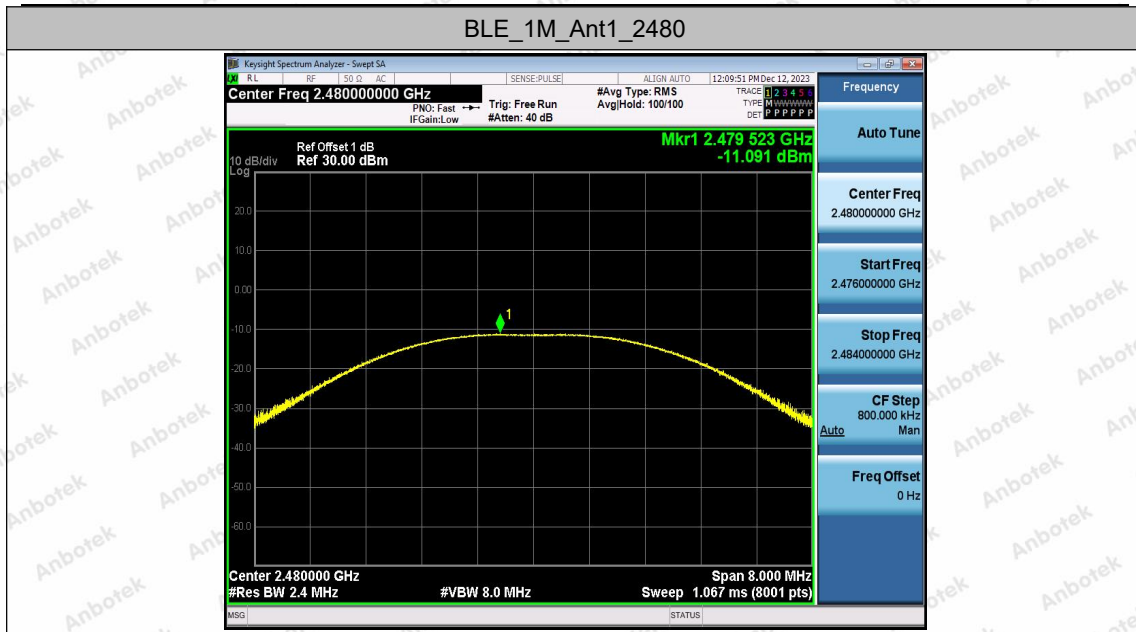 BLE_1M_Ant1_2480
Keysight Spectrum Analyzer - Swept SA
LXI RL RF 50 Ω AC SENSE:PULSE ALIGN AUTO 12:09:51 PM Dec 12, 2023
Center Freq 2.480000000 GHz
PNO: Fast
IFGain:Low
Trig: Free Run
#Atten: 40 dB
#Avg Type: RMS
Avg|Hold: 100/100
TRACE 1 2 3 4 5 6
TYPE M W W W W W
DET P P P P P P
Ref Offset 1 dB
10 dB/div Ref 30.00 dBm
Log
Mkr1 2.479 523 GHz
-11.091 dBm
20.0
10.0
0.00
-10.0
-20.0
-30.0
-40.0
-50.0
-60.0
1
Center 2.480000 GHz Span 8.000 MHz
#Res BW 2.4 MHz #VBW 8.0 MHz Sweep 1.067 ms (8001 pts)
MSG STATUS
Frequency
Auto Tune
Center Freq
2.480000000 GHz
Start Freq
2.476000000 GHz
Stop Freq
2.484000000 GHz
CF Step
800.000 kHz
Auto Man
Freq Offset
0 Hz
Anbotek